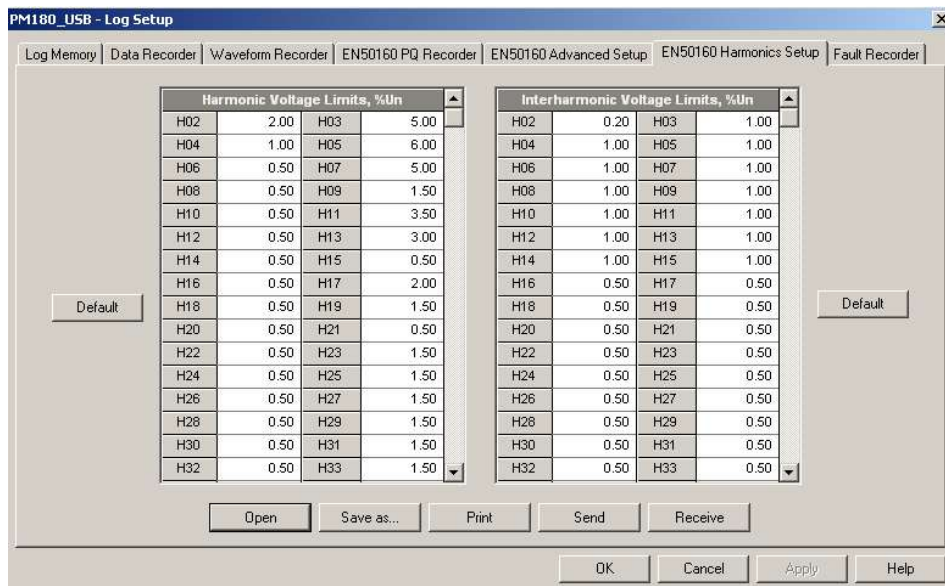 PM180_USB - Log Setup
Log Memory Data Recorder Waveform Recorder EN50160 PQ Recorder EN50160 Advanced Setup EN50160 Harmonics Setup Fault Recorder
Harmonic Voltage Limits, %Un
H02 2.00 H03 5.00
H04 1.00 H05 6.00
H06 0.50 H07 5.00
H08 0.50 H09 1.50
H10 0.50 H11 3.50
H12 0.50 H13 3.00
H14 0.50 H15 0.50
H16 0.50 H17 2.00
H18 0.50 H19 1.50
H20 0.50 H21 0.50
H22 0.50 H23 1.50
H24 0.50 H25 1.50
H26 0.50 H27 1.50
H28 0.50 H29 1.50
H30 0.50 H31 1.50
H32 0.50 H33 1.50
Default
Interharmonic Voltage Limits, %Un
H02 0.20 H03 1.00
H04 1.00 H05 1.00
H06 1.00 H07 1.00
H08 1.00 H09 1.00
H10 1.00 H11 1.00
H12 1.00 H13 1.00
H14 1.00 H15 1.00
H16 0.50 H17 0.50
H18 0.50 H19 0.50
H20 0.50 H21 0.50
H22 0.50 H23 0.50
H24 0.50 H25 0.50
H26 0.50 H27 0.50
H28 0.50 H29 0.50
H30 0.50 H31 0.50
H32 0.50 H33 0.50
Default
Open Save as... Print Send Receive
OK Cancel Apply Help